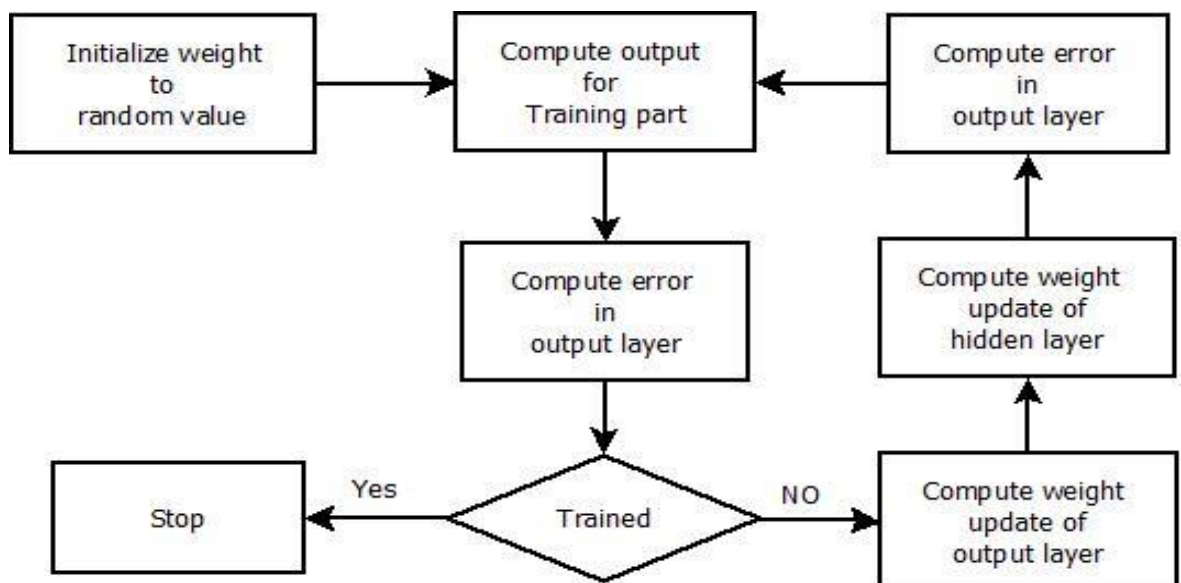 Initialize weight
to
random value
Compute output
for
Training part
Compute error
in
output layer
Compute error
in
output layer
Compute weight
update of
hidden layer
Yes
Stop
Trained
NO
Compute weight
update of
output layer